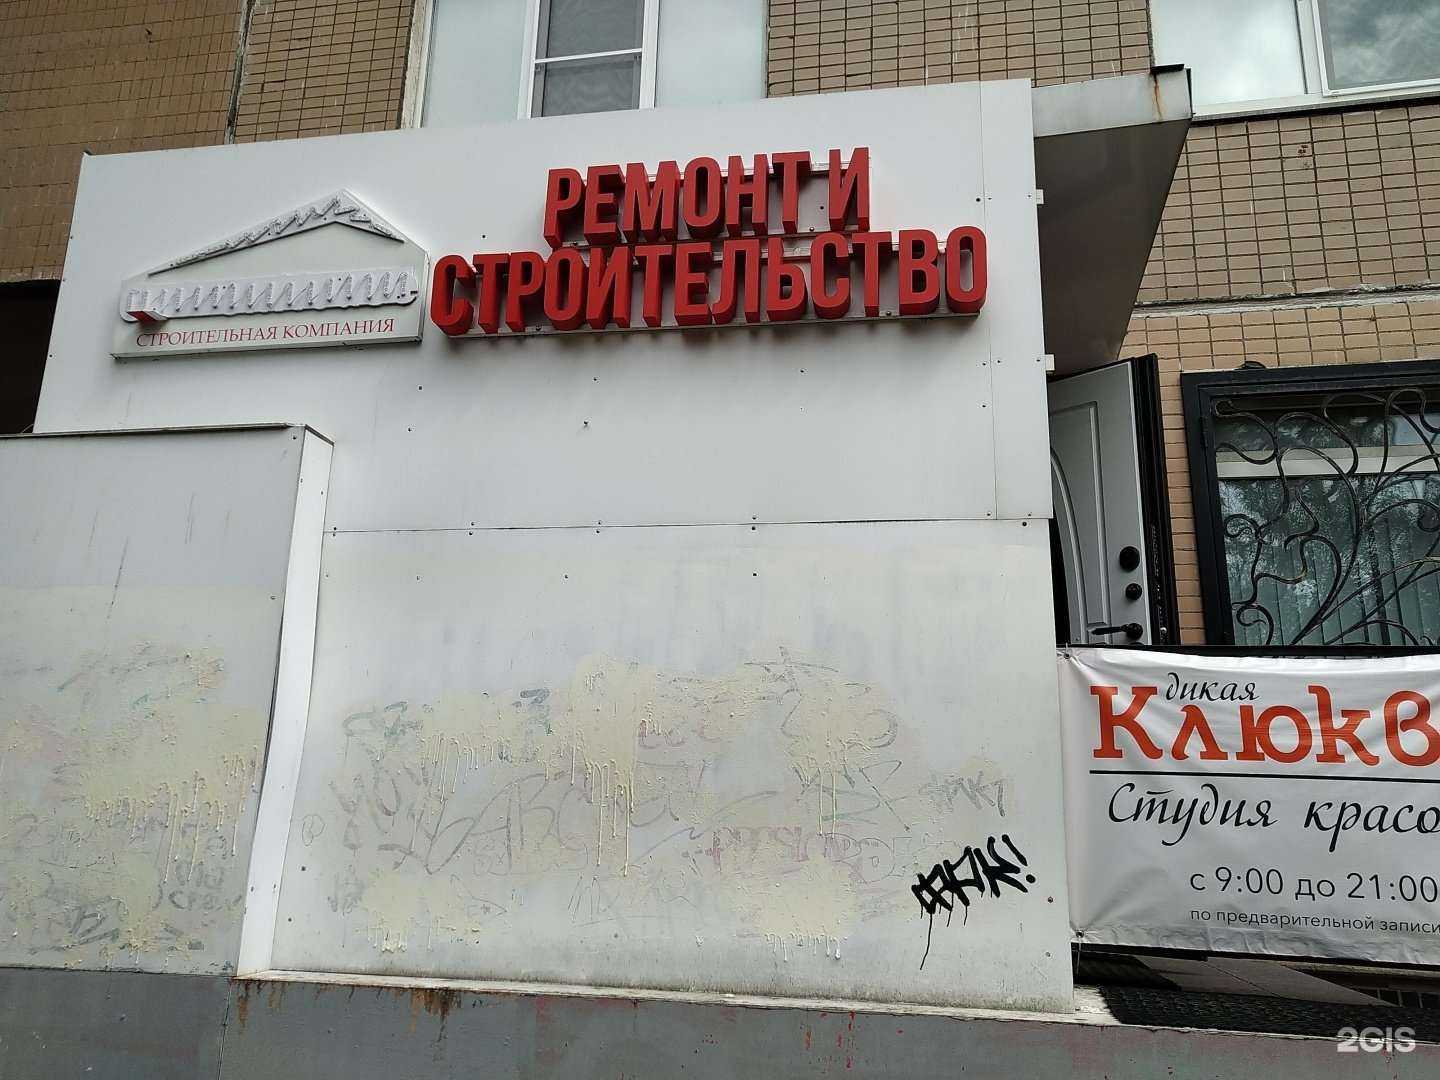 РЕМОНТ И
СТРОИТЕЛЬСТВО
СТРОИТЕЛЬНАЯ КОМПАНИЯ
дикая
Клюкв
Студия красо
с 9:00 до 21:00
по предварительной записи
2GIS